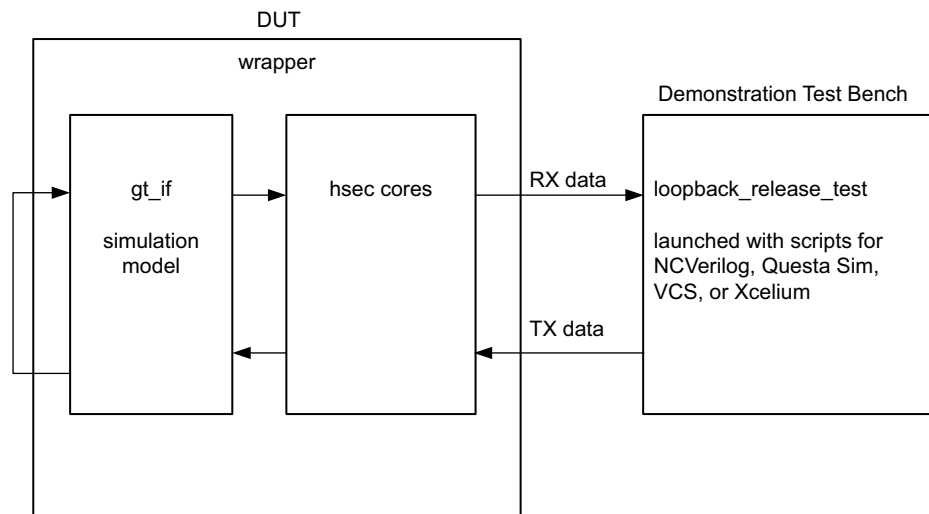 DUT
wrapper
Demonstration Test Bench
gt_if
simulation
model
hsec cores
RX data
TX data
loopback_release_test
launched with scripts for
NCVerilog, Questa Sim,
VCS, or Xcelium